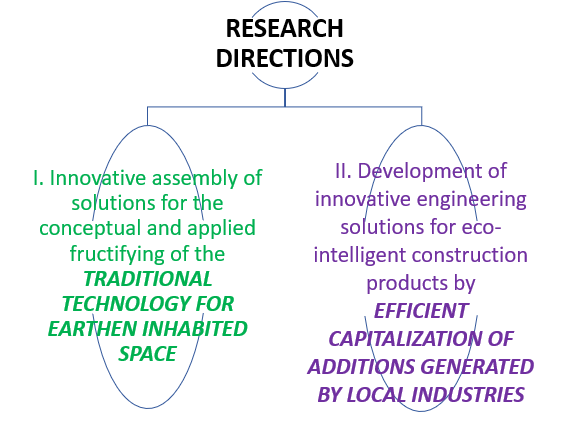 RESEARCH
DIRECTIONS
I. Innovative assembly of
solutions for the
conceptual and applied
fructifying of the
TRADITIONAL
TECHNOLOGY FOR
EARTHEN INHABITED
SPACE
II. Development of
innovative engineering
solutions for eco-
intelligent construction
products by
EFFICIENT
CAPITALIZATION OF
ADDITIONS GENERATED
BY LOCAL INDUSTRIES